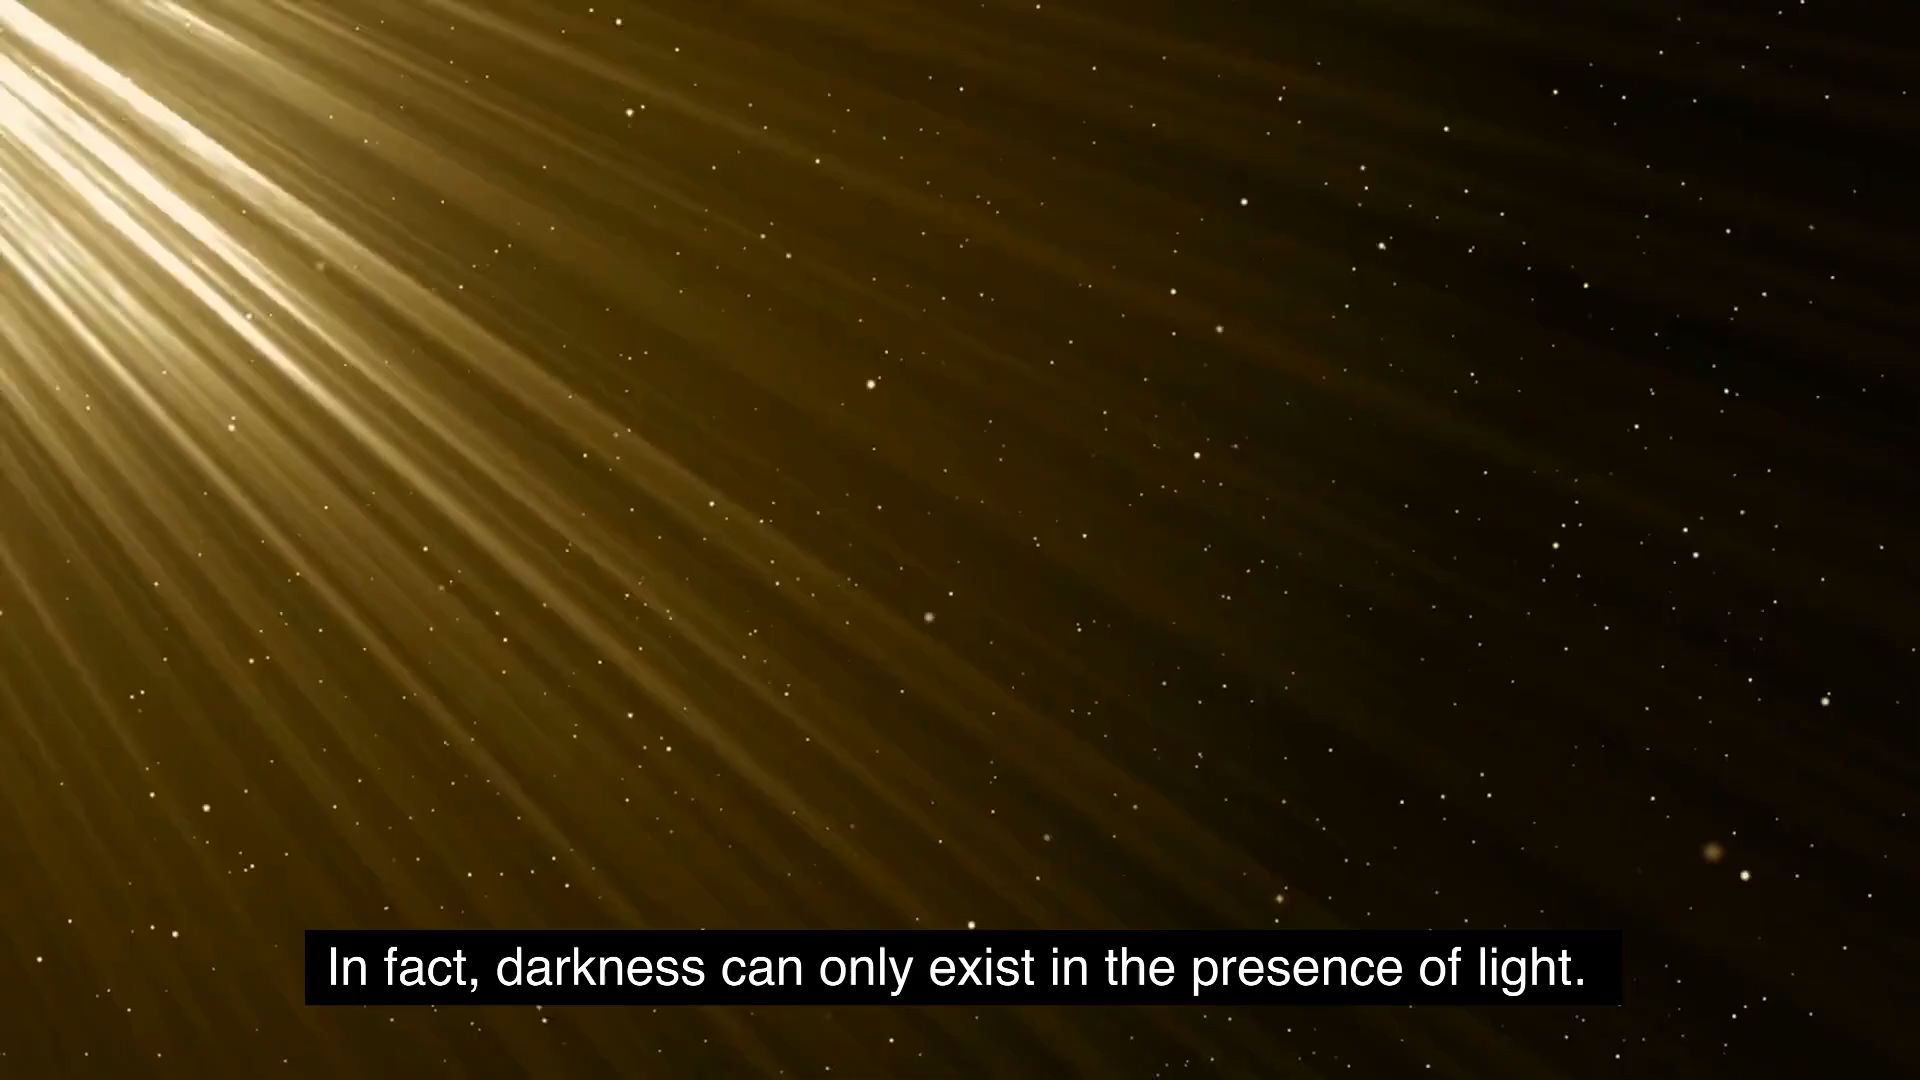 In fact, darkness can only exist in the presence of light.